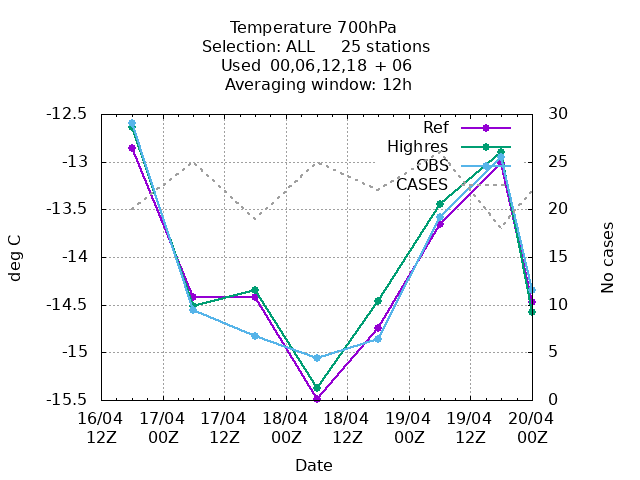 Temperature 700hPa
Selection: ALL     25 stations
Used  00,06,12,18  + 06
Averaging window: 12h
-12.5
-13
-13.5
-14
-14.5
-15
-15.5
30
25
20
15
10
5
0
Ref
Highres
OBS
CASES
deg C
No cases
16/04 17/04 17/04 18/04 18/04 19/04 19/04 20/04
12Z 00Z 12Z 00Z 12Z 00Z 12Z 00Z
Date